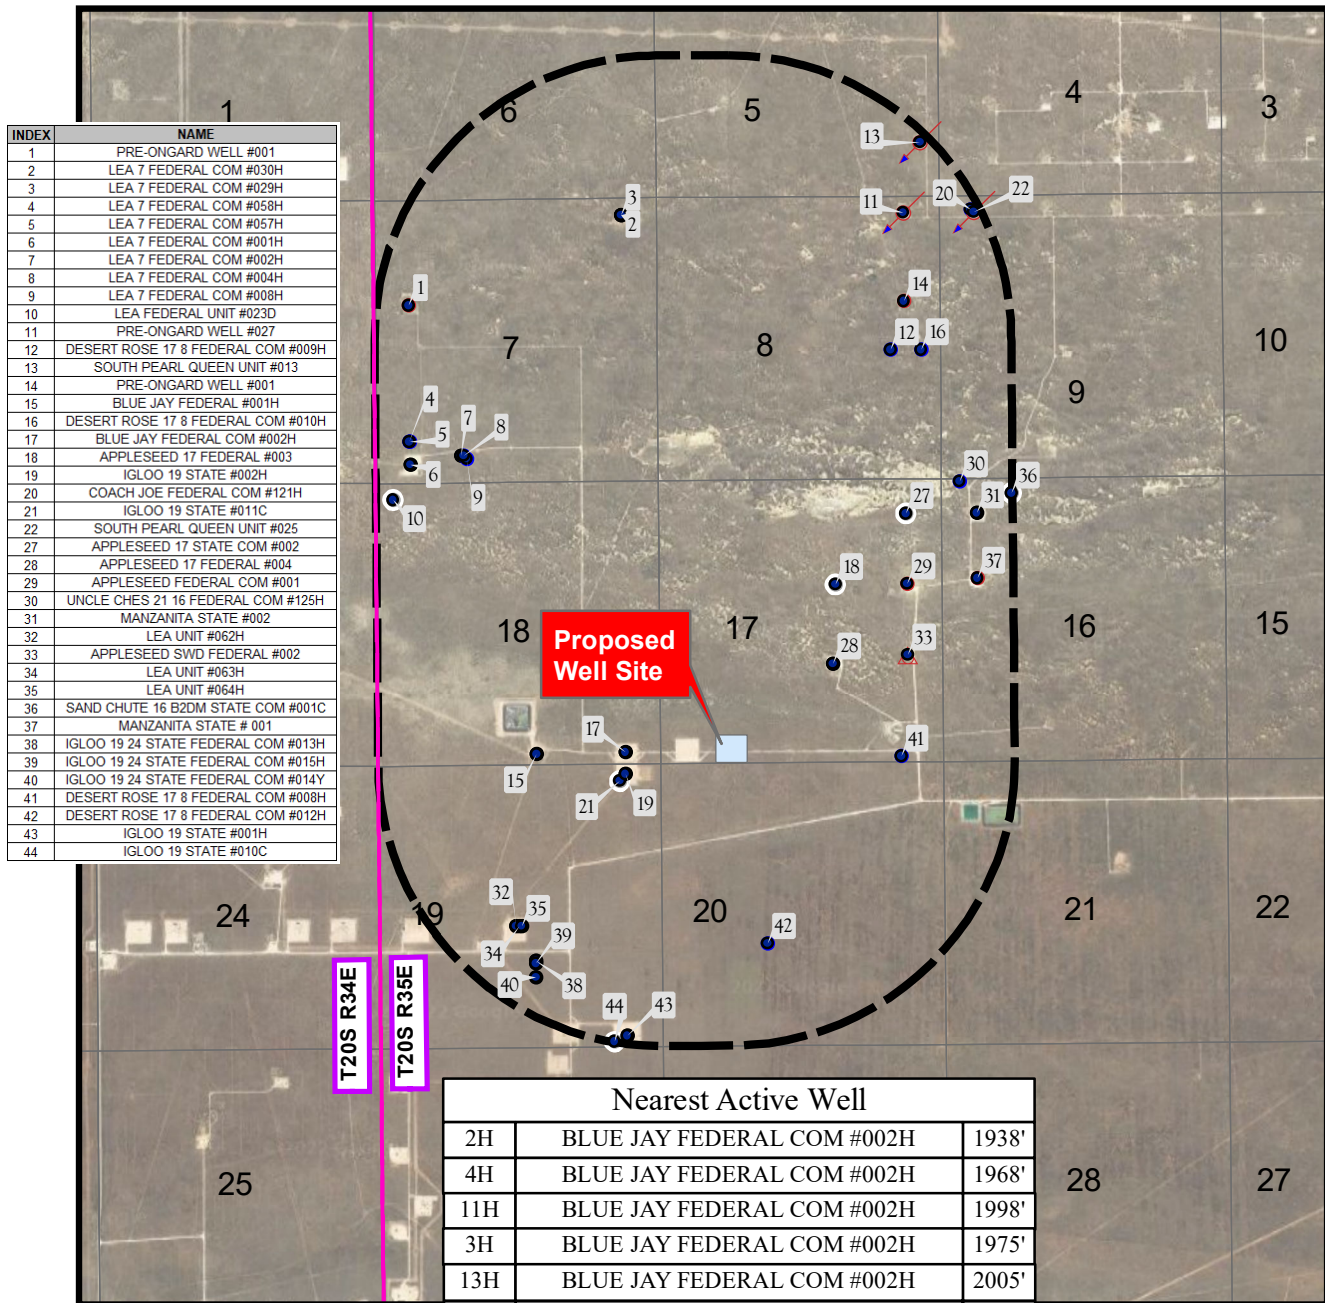 INDEX NAME
1 PRE-ONGARD WELL #001
2 LEA 7 FEDERAL COM #030H
3 LEA 7 FEDERAL COM #029H
4 LEA 7 FEDERAL COM #058H
5 LEA 7 FEDERAL COM #057H
6 LEA 7 FEDERAL COM #001H
7 LEA 7 FEDERAL COM #002H
8 LEA 7 FEDERAL COM #004H
9 LEA 7 FEDERAL COM #008H
10 LEA FEDERAL UNIT #023D
11 PRE-ONGARD WELL #027
12 DESERT ROSE 17 8 FEDERAL COM #009H
13 SOUTH PEARL QUEEN UNIT #013
14 PRE-ONGARD WELL #001
15 BLUE JAY FEDERAL #001H
16 DESERT ROSE 17 8 FEDERAL COM #010H
17 BLUE JAY FEDERAL COM #002H
18 APPLESEED 17 FEDERAL #003
19 IGLOO 19 STATE #002H
20 COACH JOE FEDERAL COM #121H
21 IGLOO 19 STATE #011C
22 SOUTH PEARL QUEEN UNIT #025
27 APPLESEED 17 STATE COM #002
28 APPLESEED 17 FEDERAL #004
29 APPLESEED FEDERAL COM #001
30 UNCLE CHES 21 16 FEDERAL COM #125H
31 MANZANITA STATE #002
32 LEA UNIT #062H
33 APPLESEED SWD FEDERAL #002
34 LEA UNIT #063H
35 LEA UNIT #064H
36 SAND CHUTE 16 B2DM STATE COM #001C
37 MANZANITA STATE # 001
38 IGLOO 19 24 STATE FEDERAL COM #013H
39 IGLOO 19 24 STATE FEDERAL COM #015H
40 IGLOO 19 24 STATE FEDERAL COM #014Y
41 DESERT ROSE 17 8 FEDERAL COM #008H
42 DESERT ROSE 17 8 FEDERAL COM #012H
43 IGLOO 19 STATE #001H
44 IGLOO 19 STATE #010C
1 6 5 4 3
13
3
2
11
20
22
1
14
7 8 10
12 16
9
4
5
7
8
6
9
10
30
36
27
31
18
29
37
18 17 16 15
Proposed
Well Site
28
33
17
41
15
21
19
24 19 20 21 22
32
35
34
39
42
40
38
44
43
T20S R34E
T20S R35E
25 28 27
Nearest Active Well
2H BLUE JAY FEDERAL COM #002H 1938'
4H BLUE JAY FEDERAL COM #002H 1968'
11H BLUE JAY FEDERAL COM #002H 1998'
3H BLUE JAY FEDERAL COM #002H 1975'
13H BLUE JAY FEDERAL COM #002H 2005'